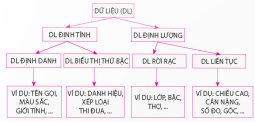 DỮ LIỆU (DL)
DL ĐỊNH TÍNH
DL ĐỊNH LƯỢNG
DL ĐỊNH DANH
DL BIỂU THỊ THỨ BẬC
DL RỜI RẠC
DL LIÊN TỤC
VÍ DỤ: TÊN GỌI,
MÀU SẮC,
GIỚI TÍNH, ...
VÍ DỤ: DANH HIỆU,
XẾP LOẠI
THI ĐUA, ...
VÍ DỤ: LỚP, BẬC,
THỢ, ...
VÍ DỤ: CHIỀU CAO,
CÂN NẶNG,
SỐ ĐO, GÓC, ...